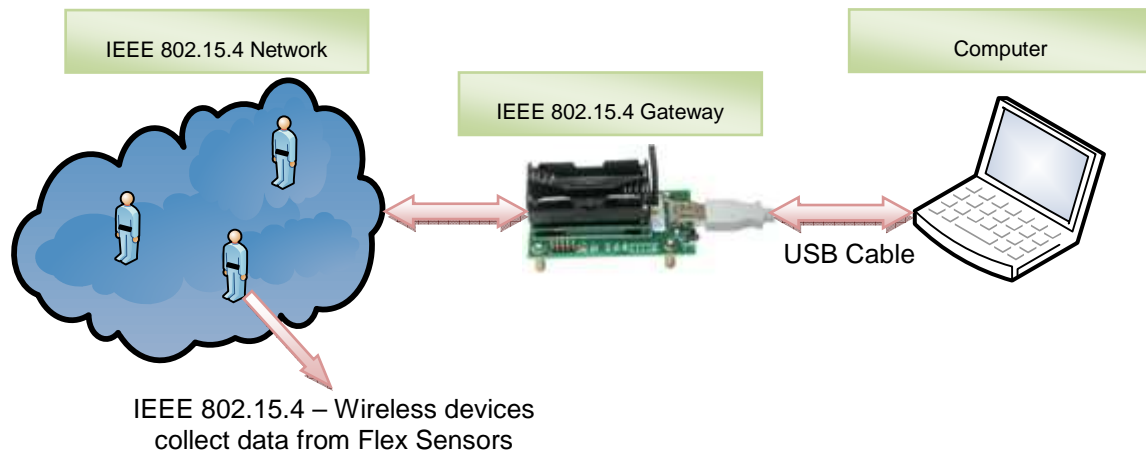 IEEE 802.15.4 Network
Computer
IEEE 802.15.4 Gateway
USB Cable
IEEE 802.15.4 – Wireless devices
collect data from Flex Sensors